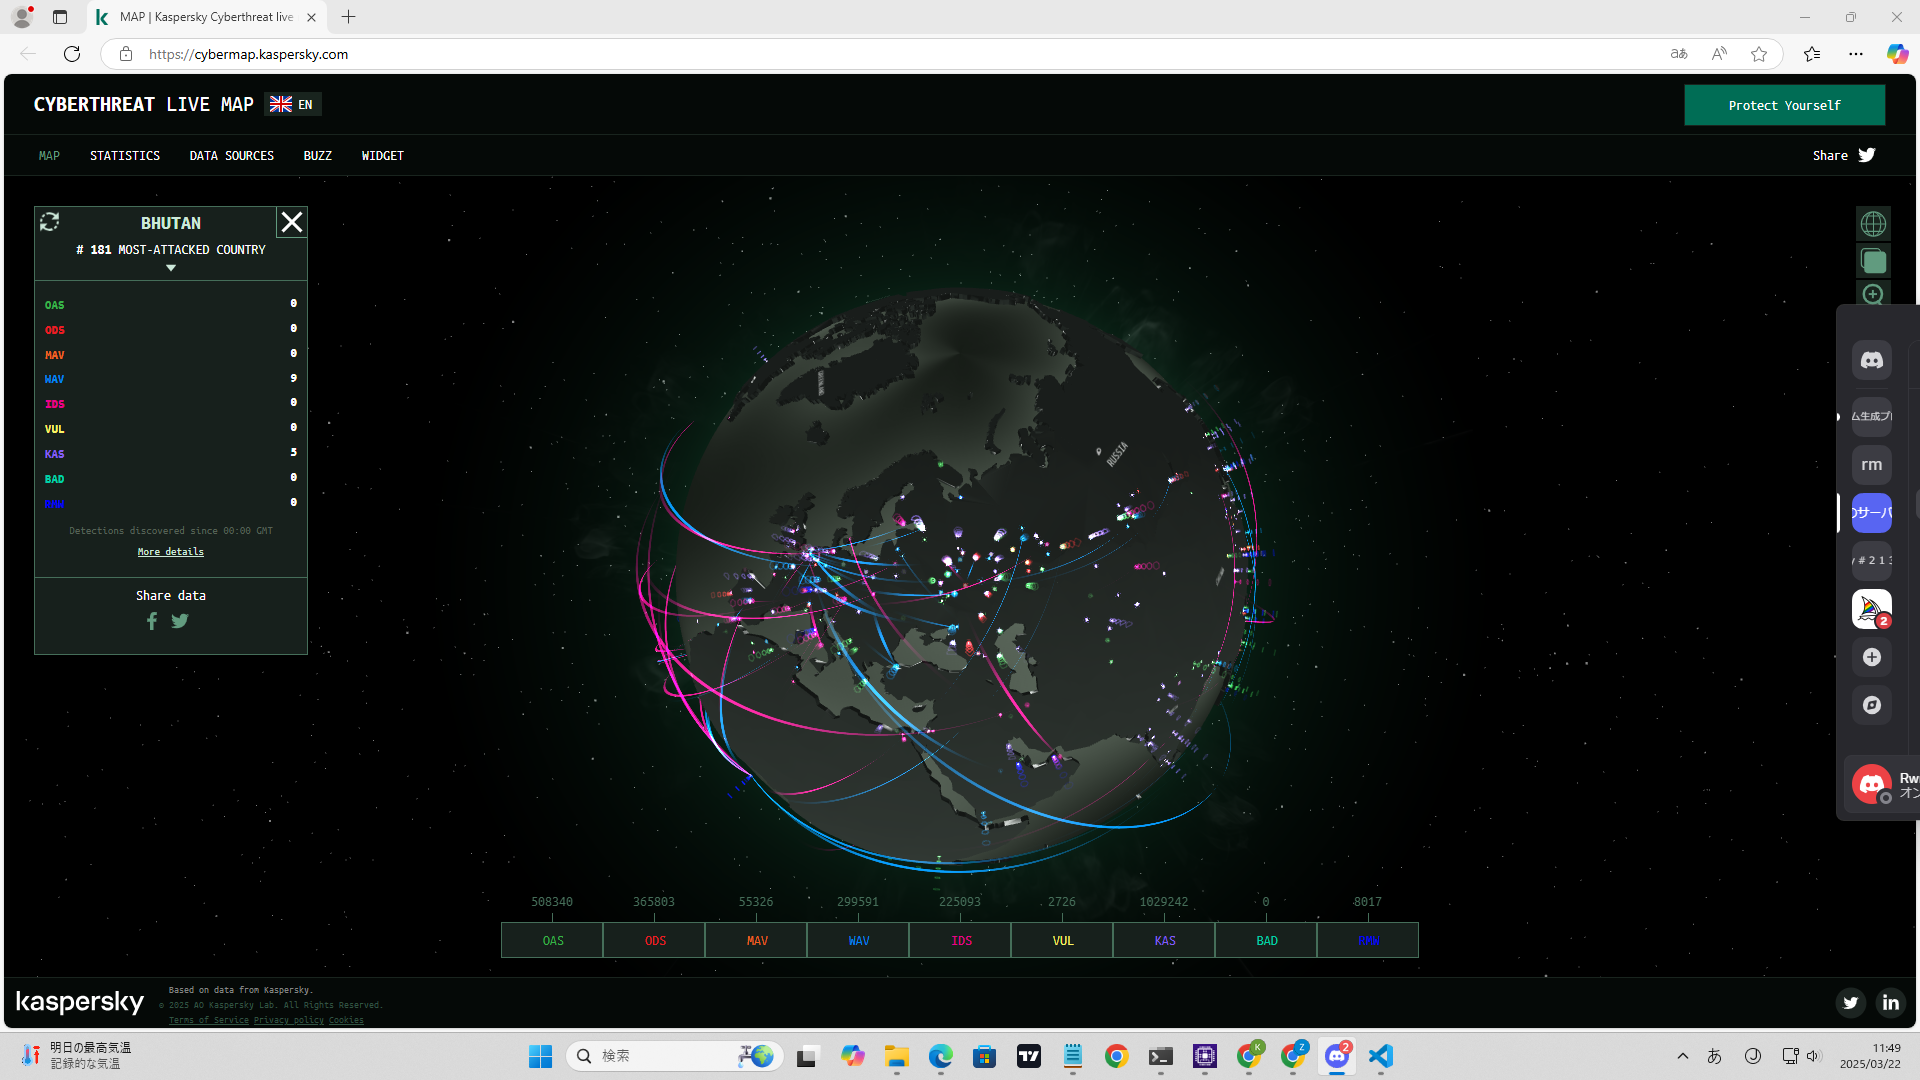 MAP | Kaspersky Cyberthreat live
https://cybermap.kaspersky.com
aあ
CYBERTHREAT LIVE MAP
EN
Protect Yourself
MAP
STATISTICS
DATA SOURCES
BUZZ
WIDGET
Share
BHUTAN
# 181 MOST-ATTACKED COUNTRY
OAS 0
ODS 0
MAV 0
WAV 9
IDS 0
VUL 0
KAS 5
BAD 0
RMW 0
Detections discovered since 00:00 GMT
More details
Share data
RUSSIA
ム生成プ
rm
のサーバ
# 2 1 3
2
Rw
オン
508340
365803
55326
299591
225093
2726
1029242
0
8017
OAS
ODS
MAV
WAV
IDS
VUL
KAS
BAD
RMW
kaspersky
Based on data from Kaspersky.
© 2025 AO Kaspersky Lab. All Rights Reserved.
Terms of Service Privacy policy Cookies
明日の最高気温
記録的な気温
検索
K
Z
2
あ
11:49
2025/03/22